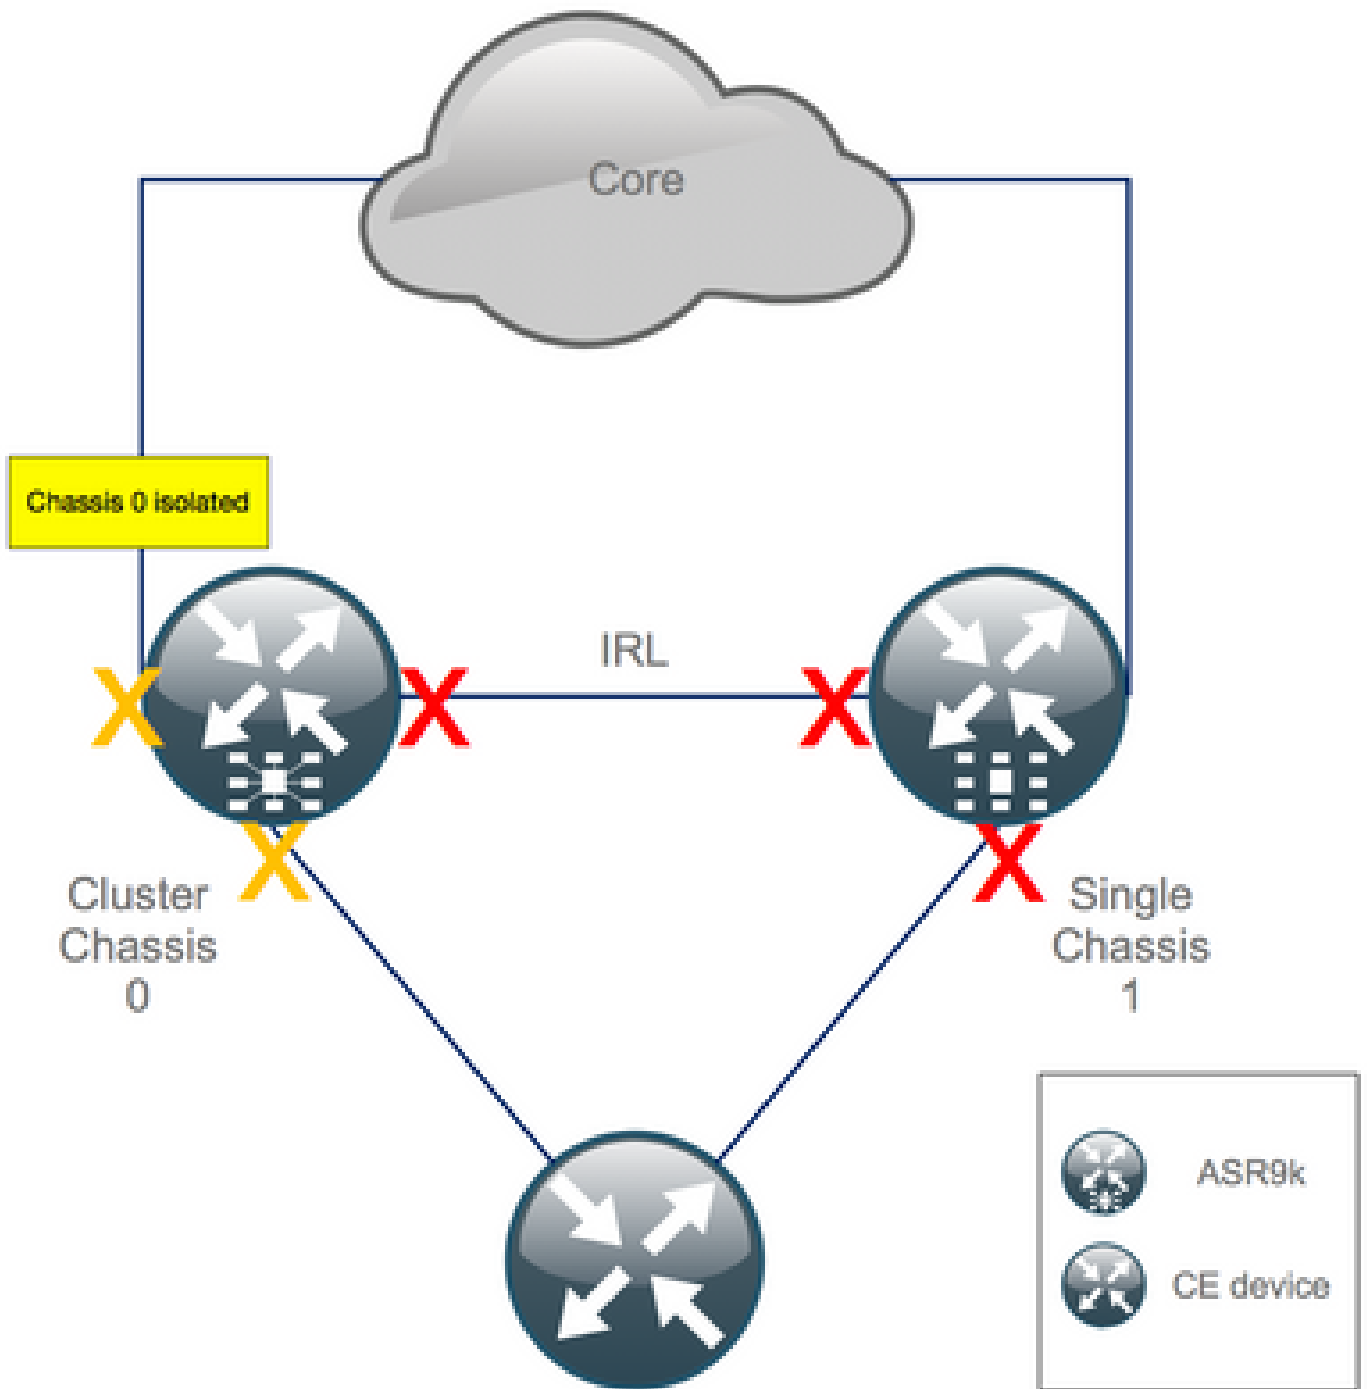 Core
Chassis 0 isolated
IRL
Cluster
Chassis
0
Single
Chassis
1
ASR9k
CE device